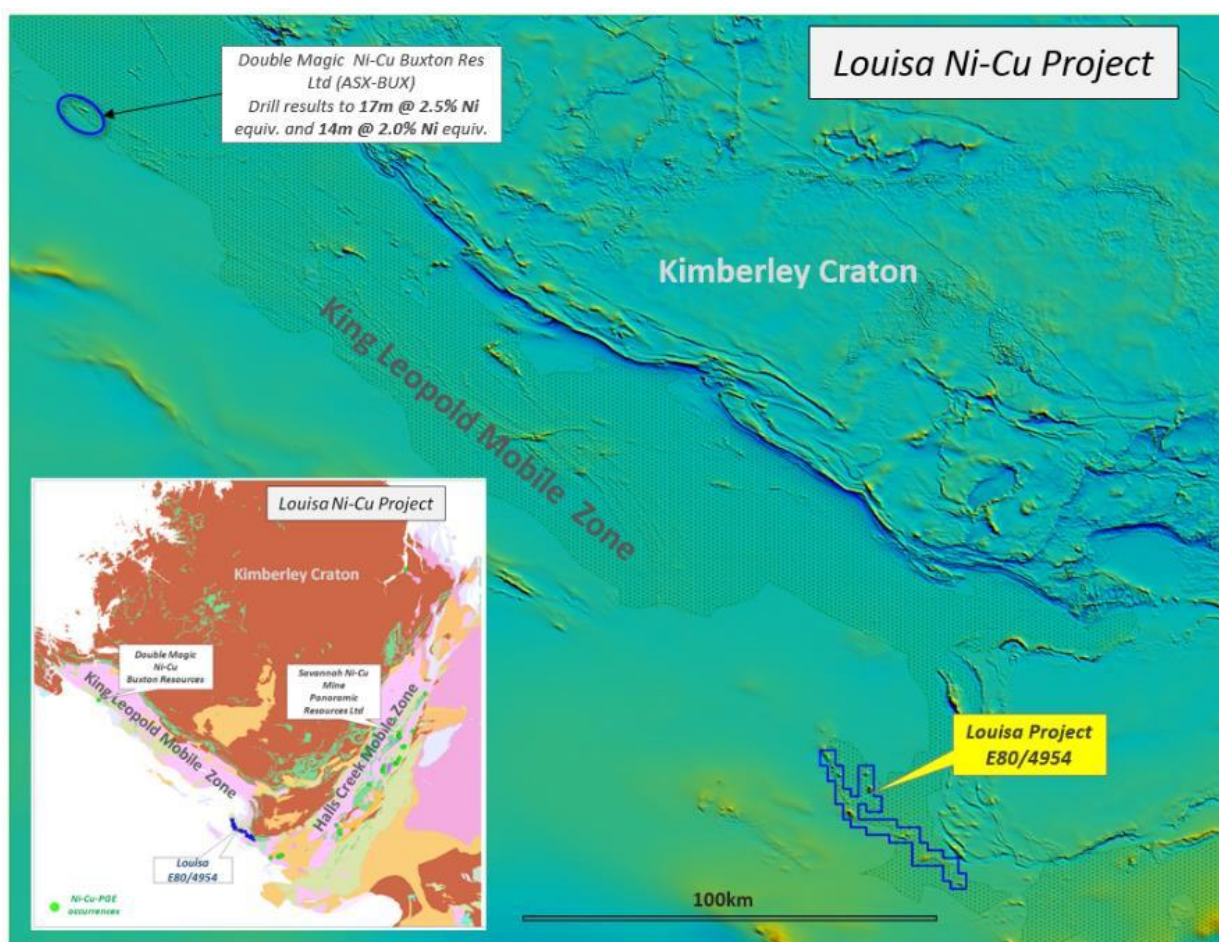 Louisa Ni-Cu Project
Double Magic Ni-Cu Buxton Res
Ltd (ASX-BUX)
Drill results to 17m @ 2.5% Ni
equiv. and 14m @ 2.0% Ni equiv.
Kimberley Craton
King Leopold Mobile Zone
Louisa Project
E80/4954
100km
Louisa Ni-Cu Project
Kimberley Craton
Double Magic
Ni-Cu
Buxton Resources
Savannah Ni-Cu
Mine
Panoramic
Resources Ltd
King Leopold Mobile Zone
Halls Creek Mobile Zone
Louisa
E80/4954
Ni-Cu-PGE
occurrences